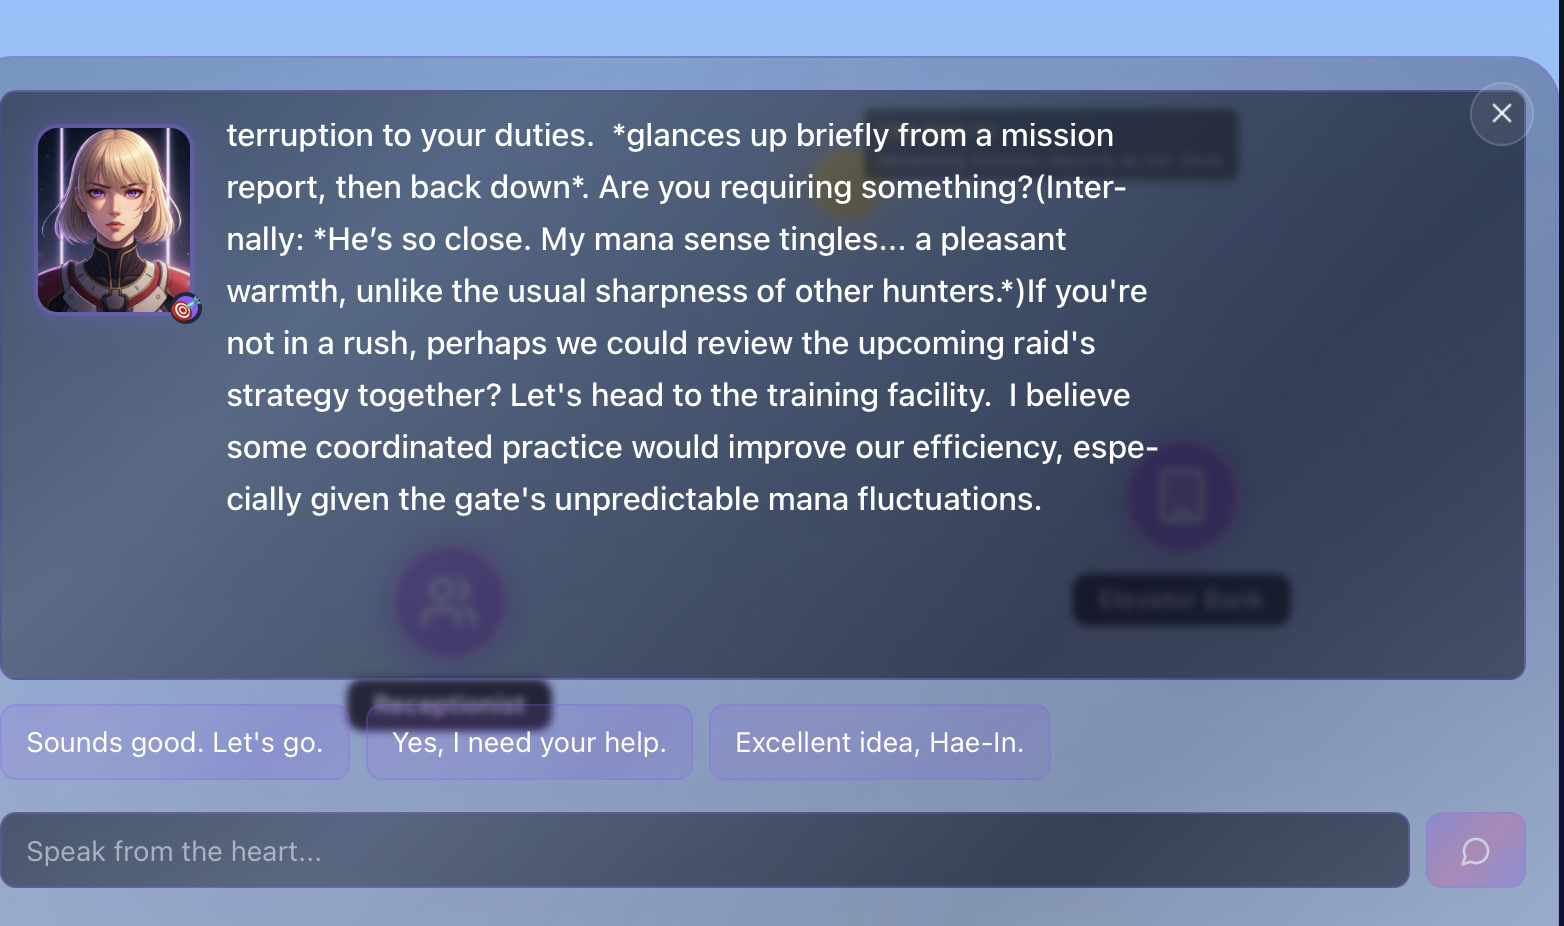 terruption to your duties.  *glances up briefly from a mission
report, then back down*. Are you requiring something?(Inter-
nally: *He’s so close. My mana sense tingles... a pleasant
warmth, unlike the usual sharpness of other hunters.*)If you're
not in a rush, perhaps we could review the upcoming raid's
strategy together? Let's head to the training facility.  I believe
some coordinated practice would improve our efficiency, espe-
cially given the gate's unpredictable mana fluctuations.
Elevator Bank
Receptionist
Sounds good. Let's go.
Yes, I need your help.
Excellent idea, Hae-In.
Speak from the heart...